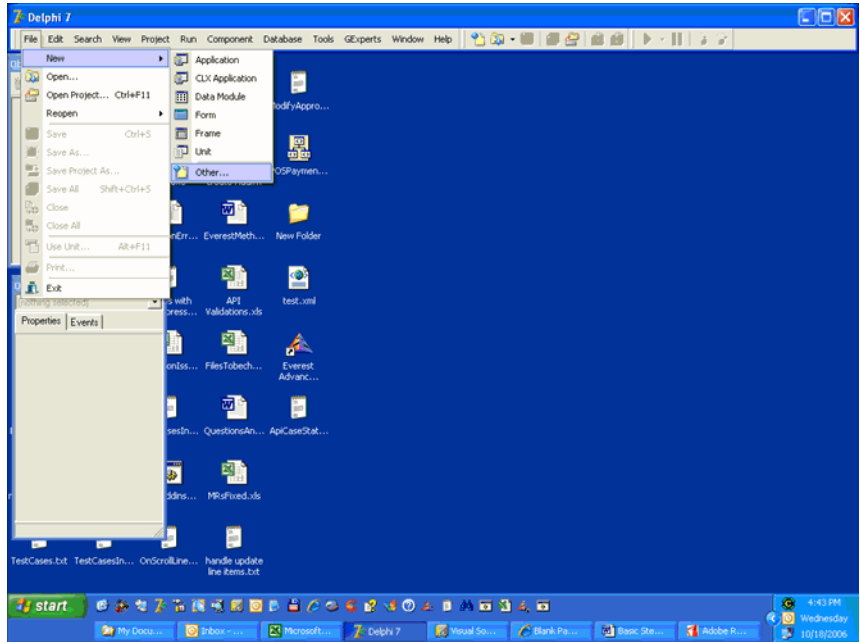 Delphi 7
File Edit Search View Project Run Component Database Tools GExperts Window Help
New
Open...
Open Project... Ctrl+F11
Reopen
Save Ctrl+S
Save As...
Save Project As...
Save All Shift+Ctrl+S
Close
Close All
Use Unit... Alt+F11
Print...
Exit
Application
CLX Application
Data Module
Form
Frame
Unit
Other...
(nothing selected)
Properties Events
EverestMeth... New Folder
API Validations.xls
test.xml
FilesTobech...
Everest Advanc...
QuestionsAn... ApiCaseStat...
MRsFixed.xls
TestCases.txt TestCasesIn... OnScrollLine... handle update line items.txt
start
4:43 PM
Wednesday
10/18/2006
My Docu... Inbox - ... Microsoft... Delphi 7 Visual So... Blank Pa... Basic Ste... Adobe R...